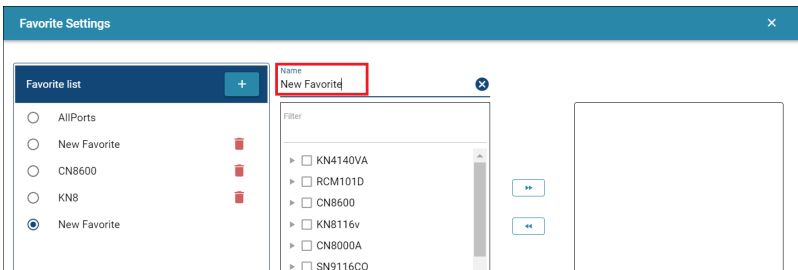 Favorite Settings
Favorite list
AllPorts
New Favorite
CN8600
KN8
New Favorite
Name
New Favorite
Filter
KN4140VA
RCM101D
CN8600
KN8116v
CN8000A
SN9116CO